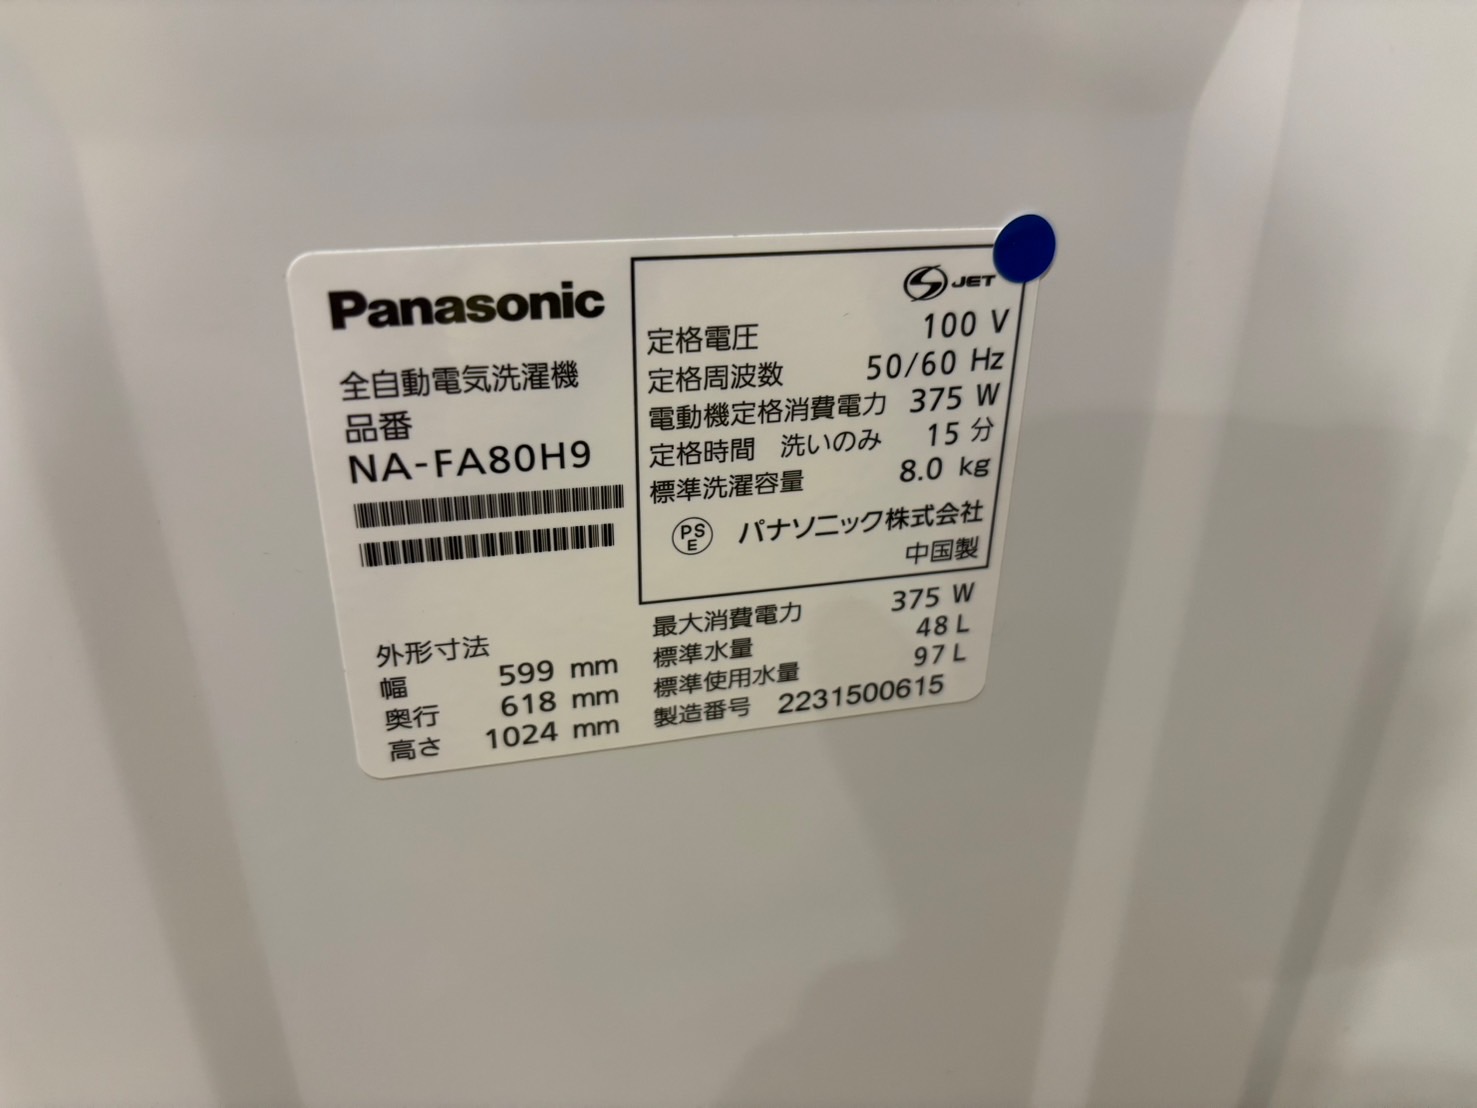 Panasonic
全自動電気洗濯機
品番
NA-FA80H9
外形寸法
幅 599 mm
奥行 618 mm
高さ 1024 mm
S JET
定格電圧 100 V
定格周波数 50/60 Hz
電動機定格消費電力 375 W
定格時間 洗いのみ 15 分
標準洗濯容量 8.0 kg
PS
E
パナソニック株式会社
中国製
最大消費電力 375 W
標準水量 48 L
標準使用水量 97 L
製造番号 2231500615